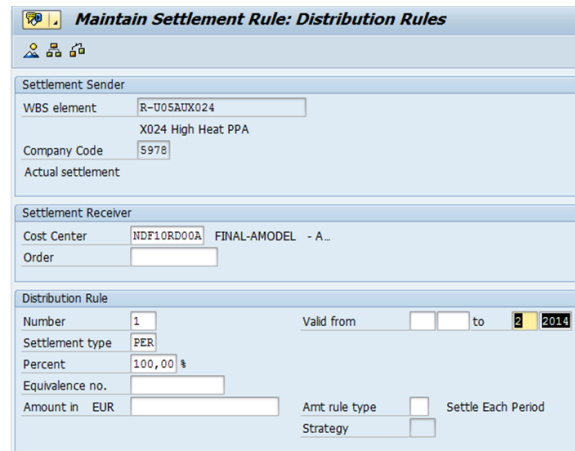 Maintain Settlement Rule: Distribution Rules
Settlement Sender
WBS element R-U05AUX024
X024 High Heat PPA
Company Code 5978
Actual settlement
Settlement Receiver
Cost Center NDF10RD00A FINAL-AMODEL - A…
Order
Distribution Rule
Number 1 Valid from to 2 2014
Settlement type PER
Percent 100,00 %
Equivalence no.
Amount in EUR Amt rule type Settle Each Period
Strategy